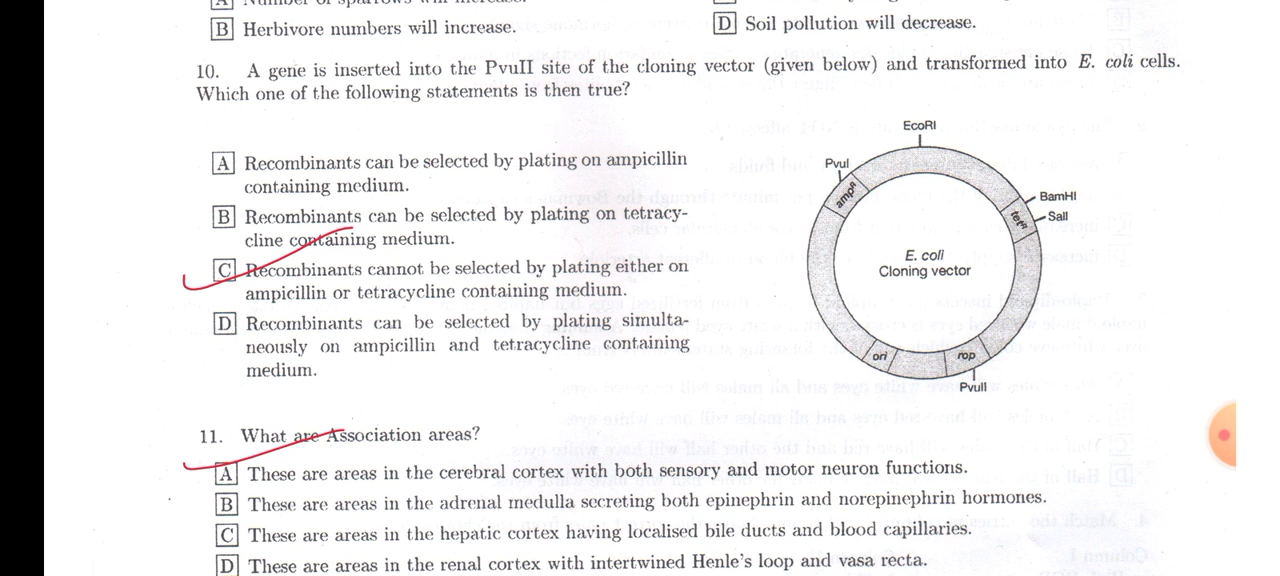 A Number of sparrows will increase.
B Herbivore numbers will increase.
D Soil pollution will decrease.
10. A gene is inserted into the PvuII site of the cloning vector (given below) and transformed into E. coli cells.
Which one of the following statements is then true?
A Recombinants can be selected by plating on ampicillin
containing medium.
B Recombinants can be selected by plating on tetracy-
cline containing medium.
C Recombinants cannot be selected by plating either on
ampicillin or tetracycline containing medium.
D Recombinants can be selected by plating simulta-
neously on ampicillin and tetracycline containing
medium.
EcoRI
PvuI
ampR
BamHI
SalI
tetR
E. coli
Cloning vector
ori
rop
PvuII
11. What are Association areas?
A These are areas in the cerebral cortex with both sensory and motor neuron functions.
B These are areas in the adrenal medulla secreting both epinephrin and norepinephrin hormones.
C These are areas in the hepatic cortex having localised bile ducts and blood capillaries.
D These are areas in the renal cortex with intertwined Henle's loop and vasa recta.